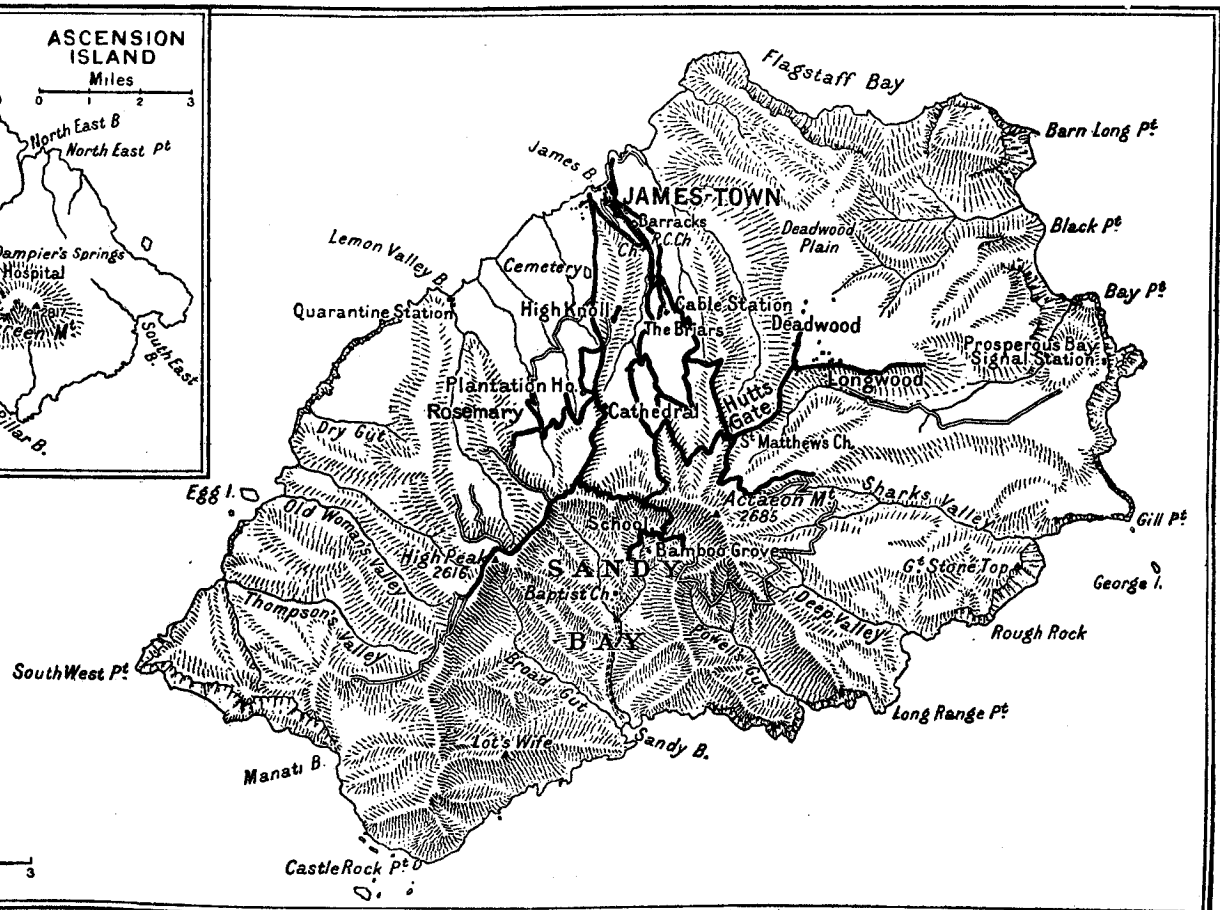 ASCENSION
ISLAND
Miles
0 1 2 3
North East B
North East Pt
Dampier's Springs
Hospital
2817
Green Mt
South East
B.
Flagstaff Bay
Barn Long Pt
James B.
JAMES TOWN
Barracks
R.C.Ch
Ch.
Deadwood
Plain
Black Pt
Lemon Valley B.
Cemetery
Quarantine Station
High Knoll
Cable Station
The Briars
Deadwood
Bay Pt
Prosperous Bay
Signal Station
Longwood
Plantation Ho.
Rosemary
Cathedral
Hutts
Gate
St Matthews Ch.
Dry Gut
Egg I.
Old Woman's Valley
Actaeon Mt
2685
Sharks Valley
Gill Pt
School
High Peak
2616
Bamboo Grove
SANDY
BAY
Baptist Ch.
Gt Stone Top
George I.
Thompson's Valley
Deep Valley
Rough Rock
Powells Gut
South West Pt
Broad Gut
Long Range Pt
Lot's Wife
Sandy B.
Manati B.
Castle Rock Pt
3